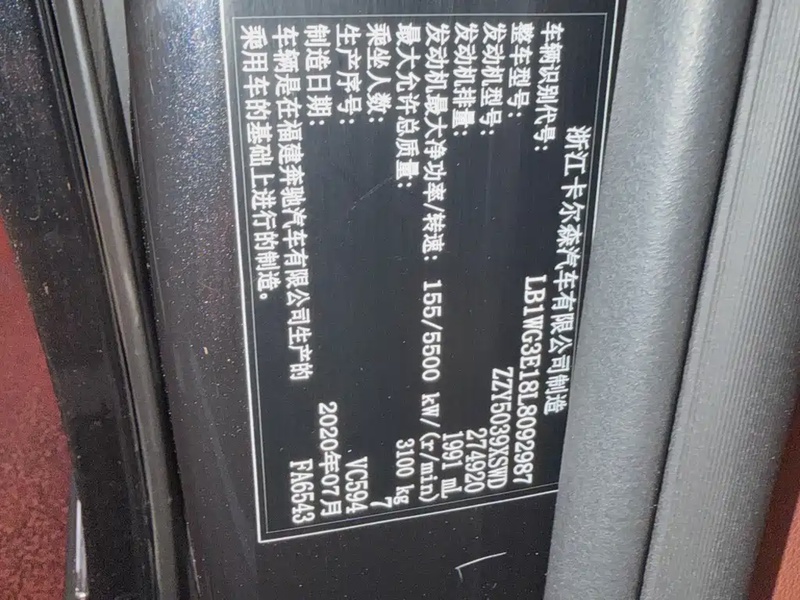 浙江卡尔森汽车有限公司制造
车辆识别代号: LB1WG3E18L8092987
整车型号: ZZY5039XSWD
发动机型号: 274920
发动机排量: 1991 mL
发动机最大净功率/转速: 155/5500 kW/(r/min)
最大允许总质量: 3100 kg
乘坐人数: 7
生产序号: VC594
制造日期: 2020年07月
车辆是在福建奔驰汽车有限公司生产的 FA6543
乘用车的基础上进行的制造。